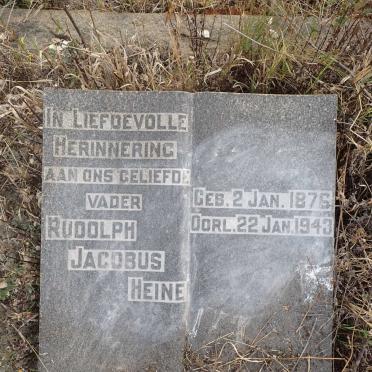 IN LIEFDEVOLLE
HERINNERING
AAN ONS GELIEFDE
VADER
RUDOLPH
JACOBUS
HEINE
GEB. 2 JAN. 1876
OORL. 22 JAN. 1943